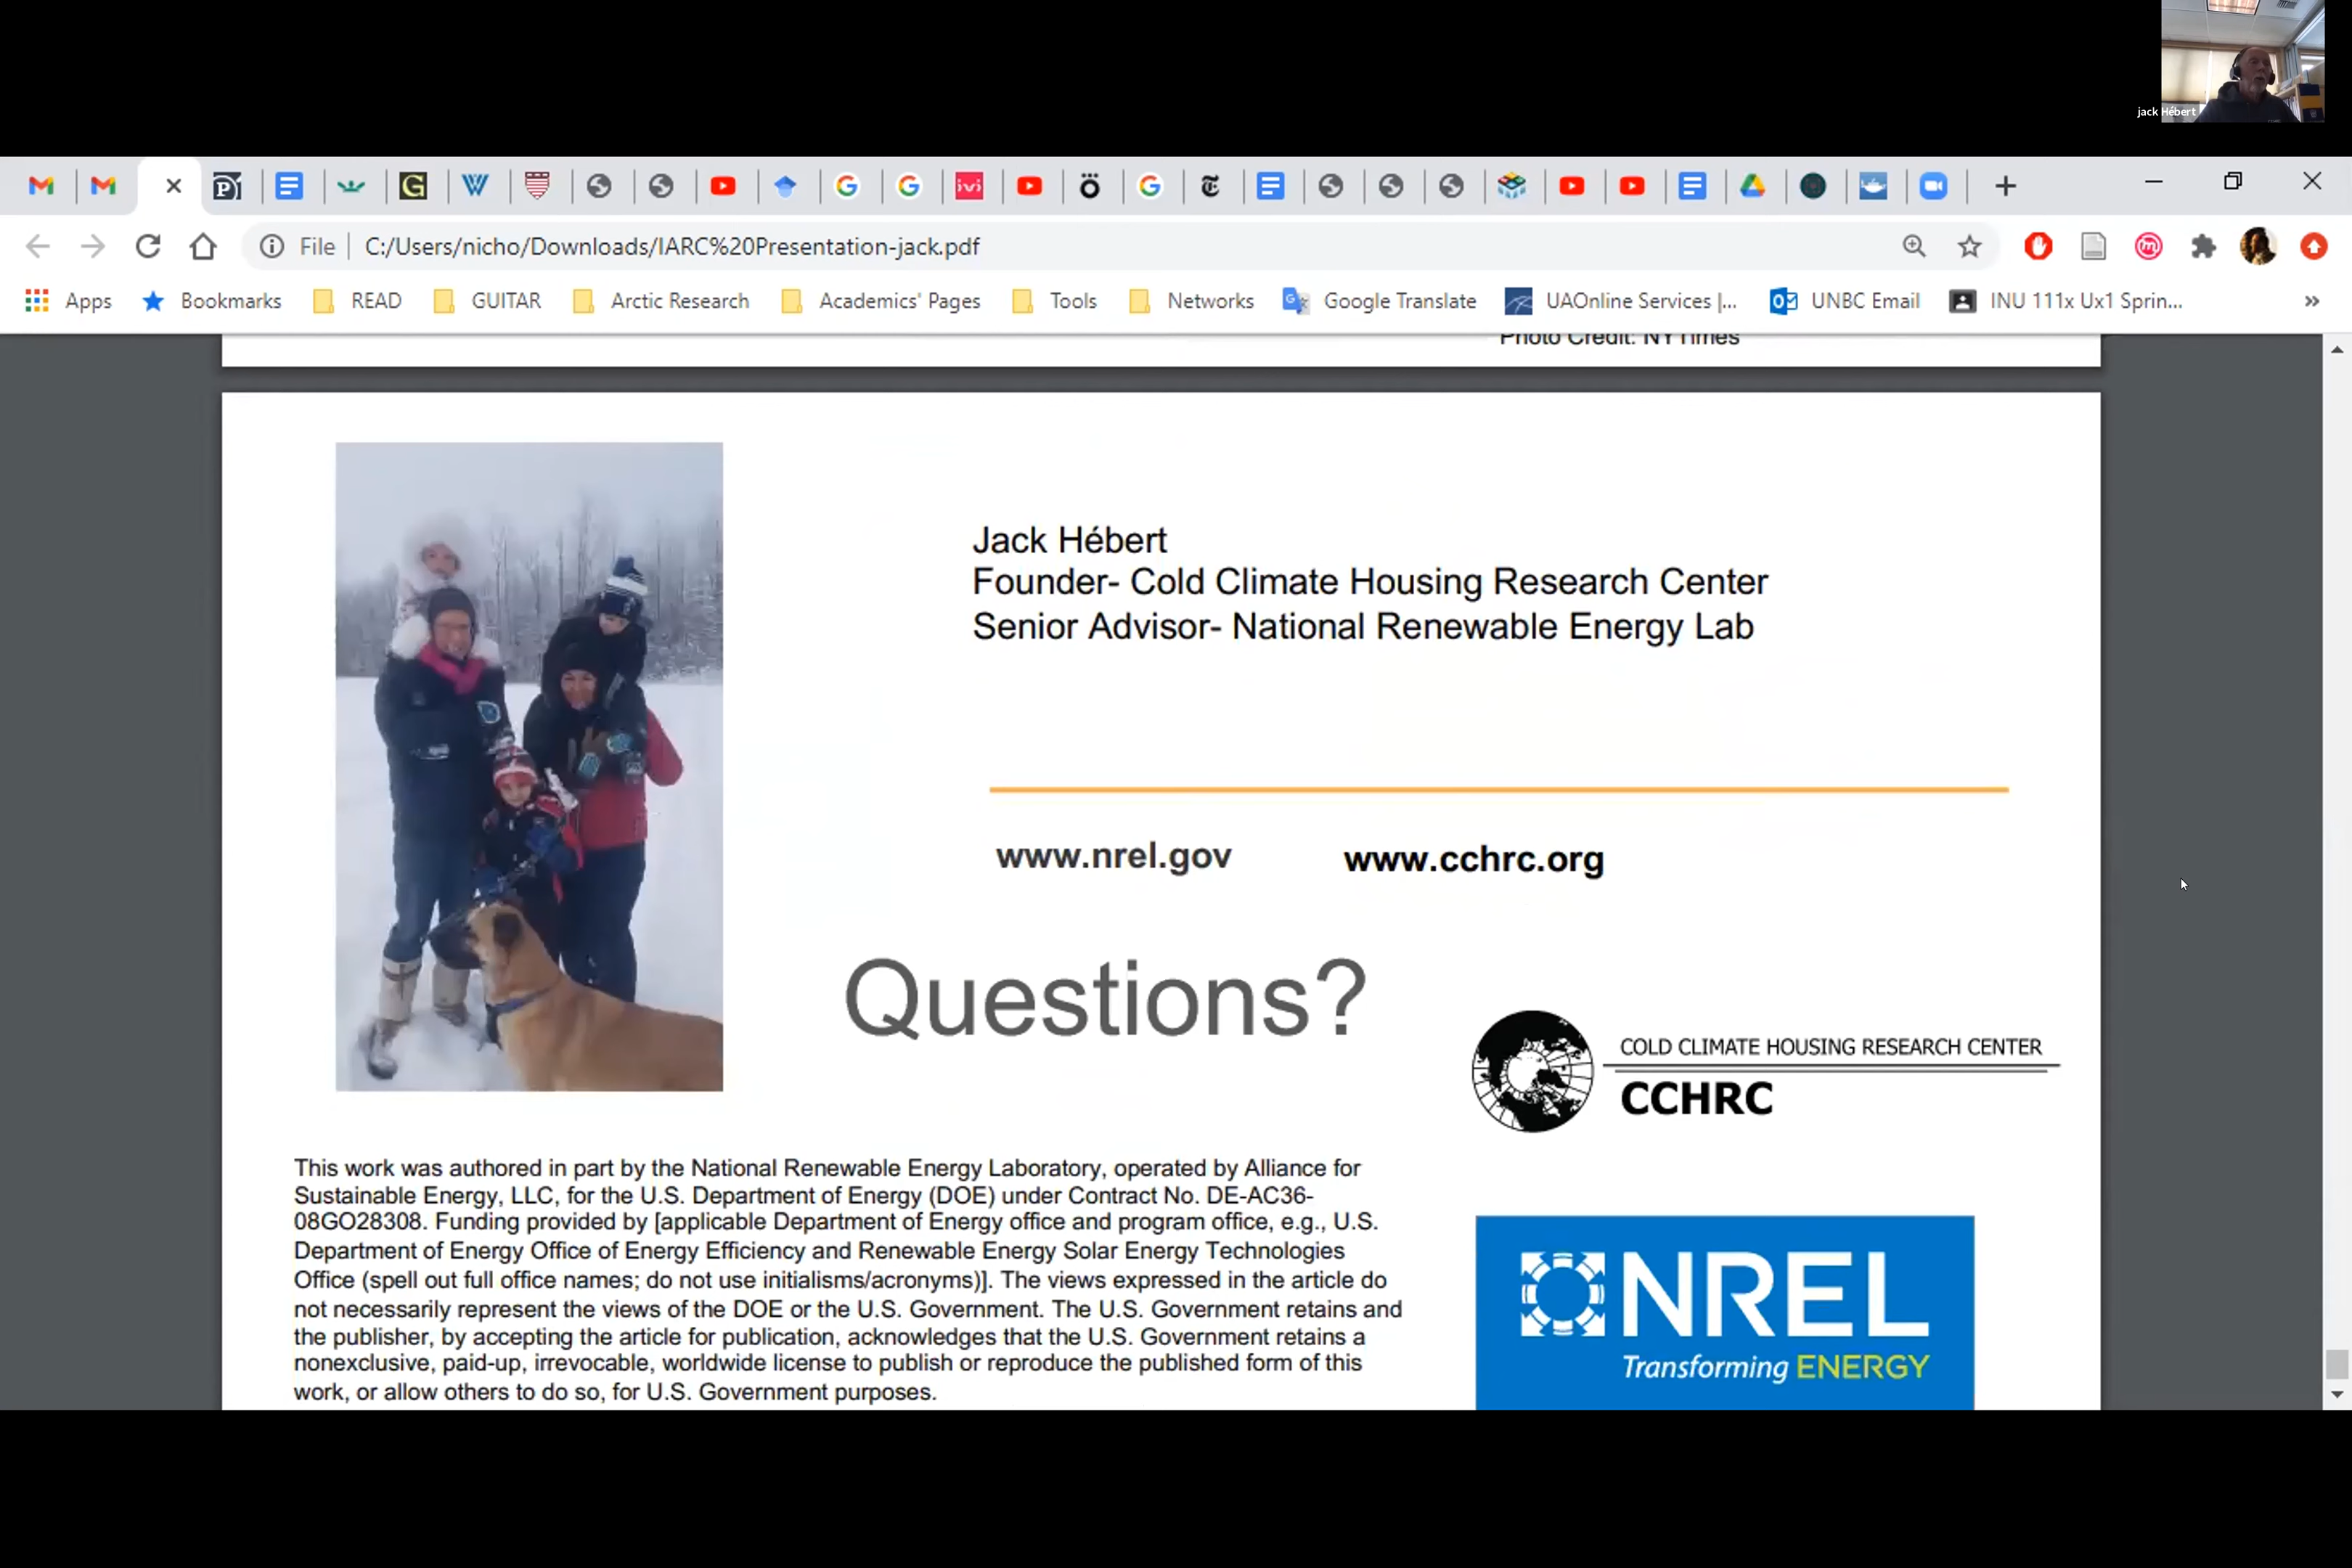 jack Hébert
File
C:/Users/nicho/Downloads/IARC%20Presentation-jack.pdf
Apps
Bookmarks
READ
GUITAR
Arctic Research
Academics' Pages
Tools
Networks
Google Translate
UAOnline Services |...
UNBC Email
INU 111x Ux1 Sprin...
»
Photo Credit: NYTimes
Jack Hébert
Founder- Cold Climate Housing Research Center
Senior Advisor- National Renewable Energy Lab
www.nrel.gov
www.cchrc.org
Questions?
COLD CLIMATE HOUSING RESEARCH CENTER
CCHRC
This work was authored in part by the National Renewable Energy Laboratory, operated by Alliance for
Sustainable Energy, LLC, for the U.S. Department of Energy (DOE) under Contract No. DE-AC36-
08GO28308. Funding provided by [applicable Department of Energy office and program office, e.g., U.S.
Department of Energy Office of Energy Efficiency and Renewable Energy Solar Energy Technologies
Office (spell out full office names; do not use initialisms/acronyms)]. The views expressed in the article do
not necessarily represent the views of the DOE or the U.S. Government. The U.S. Government retains and
the publisher, by accepting the article for publication, acknowledges that the U.S. Government retains a
nonexclusive, paid-up, irrevocable, worldwide license to publish or reproduce the published form of this
work, or allow others to do so, for U.S. Government purposes.
NREL
Transforming ENERGY